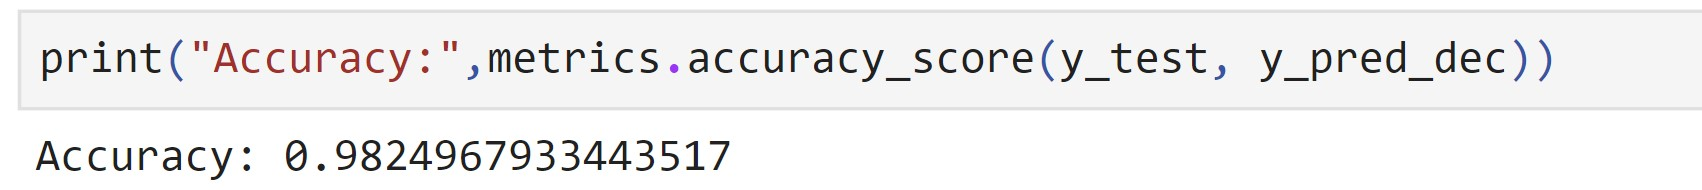 print("Accuracy:",metrics.accuracy_score(y_test, y_pred_dec))
Accuracy: 0.9824967933443517